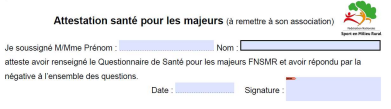 Attestation santé pour les majeurs (à remettre à son association)
Sport en Milieu Rural
Je soussigné M/Mme Prénom : Nom :
atteste avoir renseigné le Questionnaire de Santé pour les majeurs FNSMR et avoir répondu par la
négative à l'ensemble des questions.
Date : Signature :